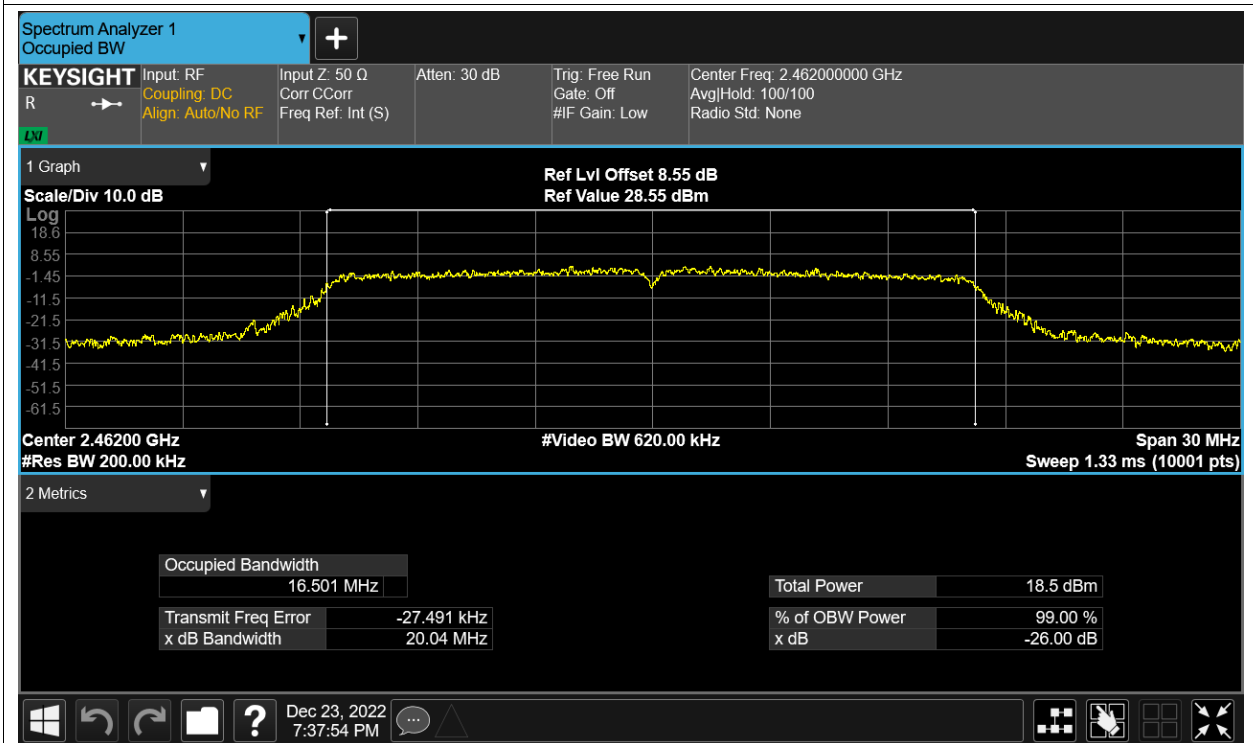 Spectrum Analyzer 1
Occupied BW
KEYSIGHT
R
LXI
Input: RF
Coupling: DC
Align: Auto/No RF
Input Z: 50 Ω
Corr CCorr
Freq Ref: Int (S)
Atten: 30 dB
Trig: Free Run
Gate: Off
#IF Gain: Low
Center Freq: 2.462000000 GHz
Avg|Hold: 100/100
Radio Std: None
1 Graph
Scale/Div 10.0 dB
Ref Lvl Offset 8.55 dB
Ref Value 28.55 dBm
Log
18.6
8.55
-1.45
-11.5
-21.5
-31.5
-41.5
-51.5
-61.5
Center 2.46200 GHz
#Video BW 620.00 kHz
Span 30 MHz
#Res BW 200.00 kHz
Sweep 1.33 ms (10001 pts)
2 Metrics
Occupied Bandwidth
16.501 MHz
Total Power 18.5 dBm
Transmit Freq Error -27.491 kHz
% of OBW Power 99.00 %
x dB Bandwidth 20.04 MHz
x dB -26.00 dB
?
Dec 23, 2022
7:37:54 PM